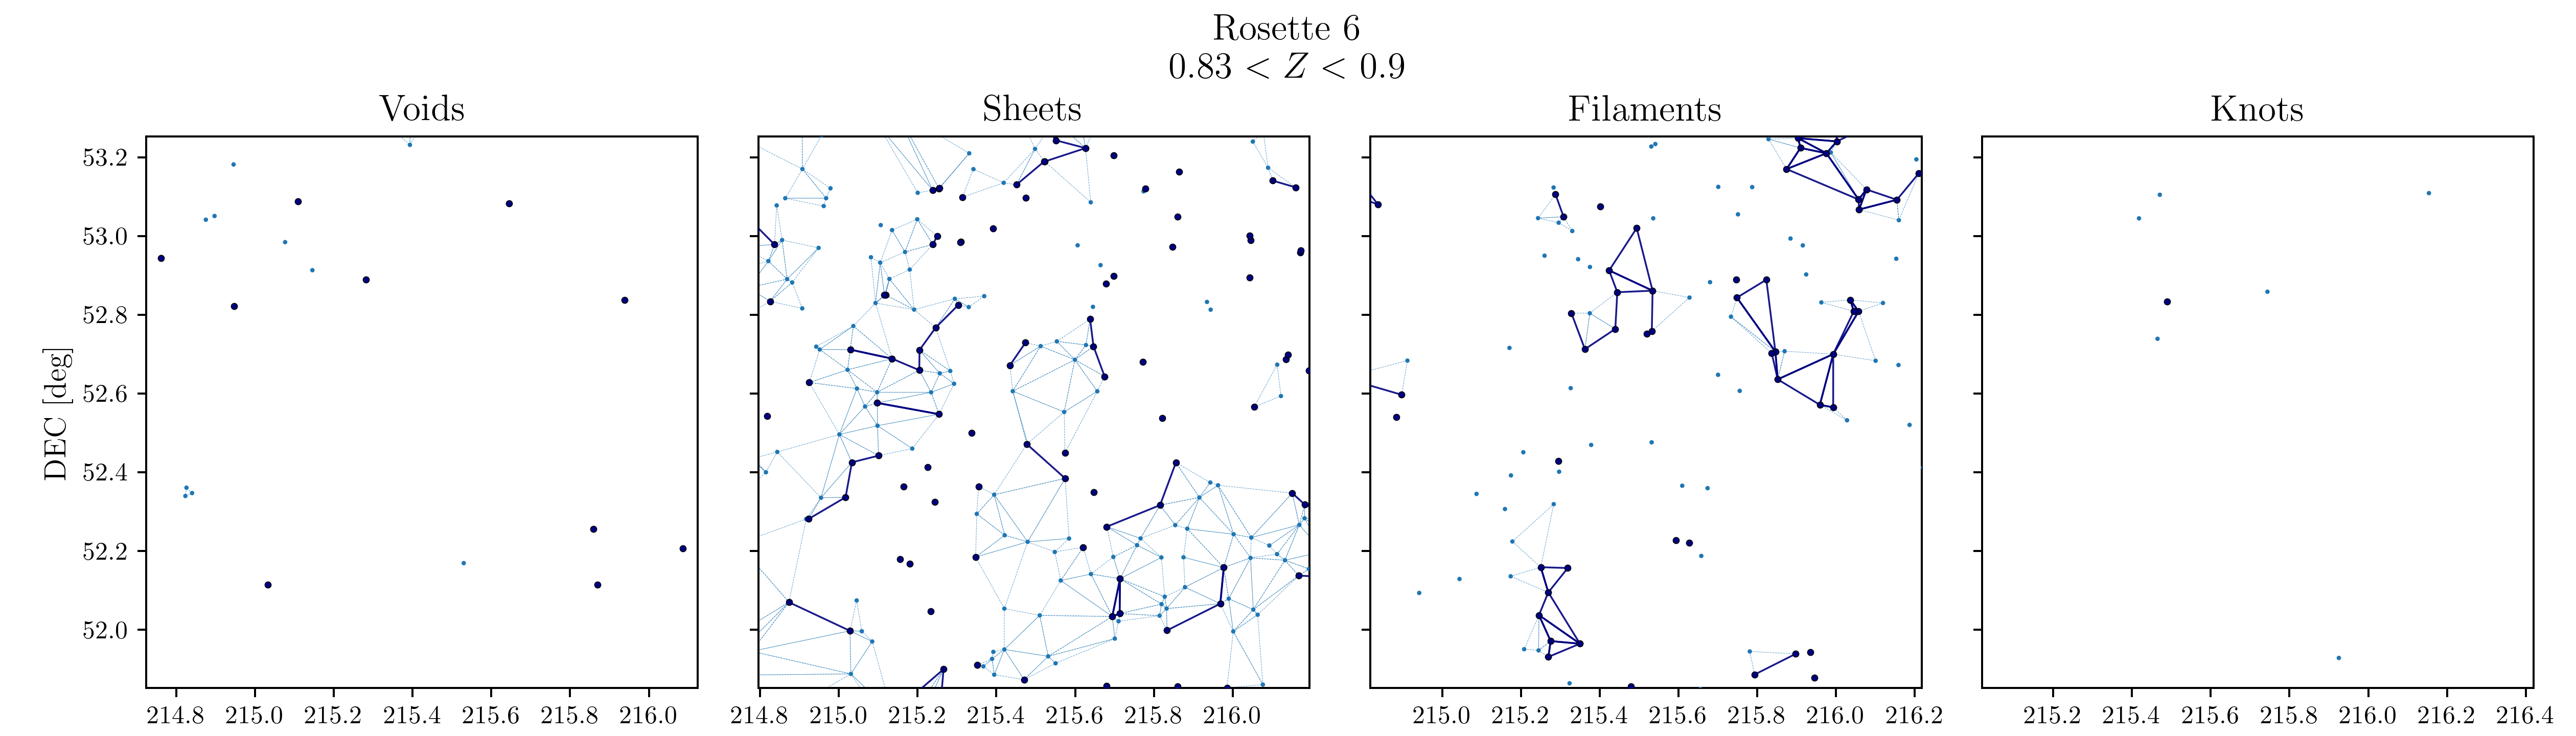 Rosette 6
0.83 < Z < 0.9
Voids Sheets Filaments Knots
DEC [deg]
53.2
53.0
52.8
52.6
52.4
52.2
52.0
214.8 215.0 215.2 215.4 215.6 215.8 216.0
214.8 215.0 215.2 215.4 215.6 215.8 216.0
215.0 215.2 215.4 215.6 215.8 216.0 216.2
215.2 215.4 215.6 215.8 216.0 216.2 216.4